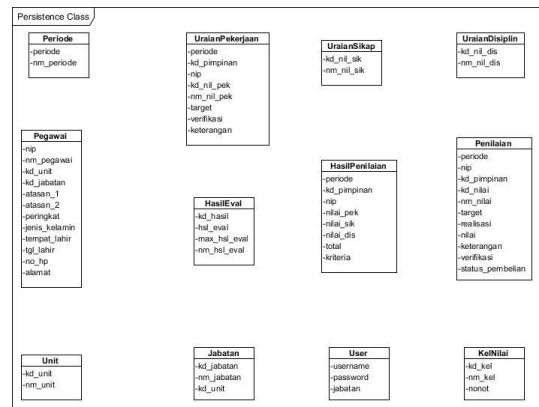 Persistence Class
Periode
-periode
-nm_periode
UraianPekerjaan
-periode
-kd_pimpinan
-nip
-kd_nil_pek
-nm_nil_pek
-target
-verifikasi
-keterangan
UraianSikap
-kd_nil_sik
-nm_nil_sik
UraianDisiplin
-kd_nil_dis
-nm_nil_dis
Pegawai
-nip
-nm_pegawai
-kd_unit
-kd_jabatan
-atasan_1
-atasan_2
-peringkat
-jenis_kelamin
-tempat_lahir
-tgl_lahir
-no_hp
-alamat
HasilEval
-kd_hasil
-hsl_eval
-max_hsl_eval
-nm_hsl_eval
HasilPenilaian
-periode
-kd_pimpinan
-nip
-nilai_pek
-nilai_sik
-nilai_dis
-total
-kriteria
Penilaian
-periode
-nip
-kd_pimpinan
-kd_nilai
-nm_nilai
-target
-realisasi
-nilai
-keterangan
-verifikasi
-status_pembelian
Unit
-kd_unit
-nm_unit
Jabatan
-kd_jabatan
-nm_jabatan
-kd_unit
User
-username
-password
-jabatan
KelNilai
-kd_kel
-nm_kel
-nonot